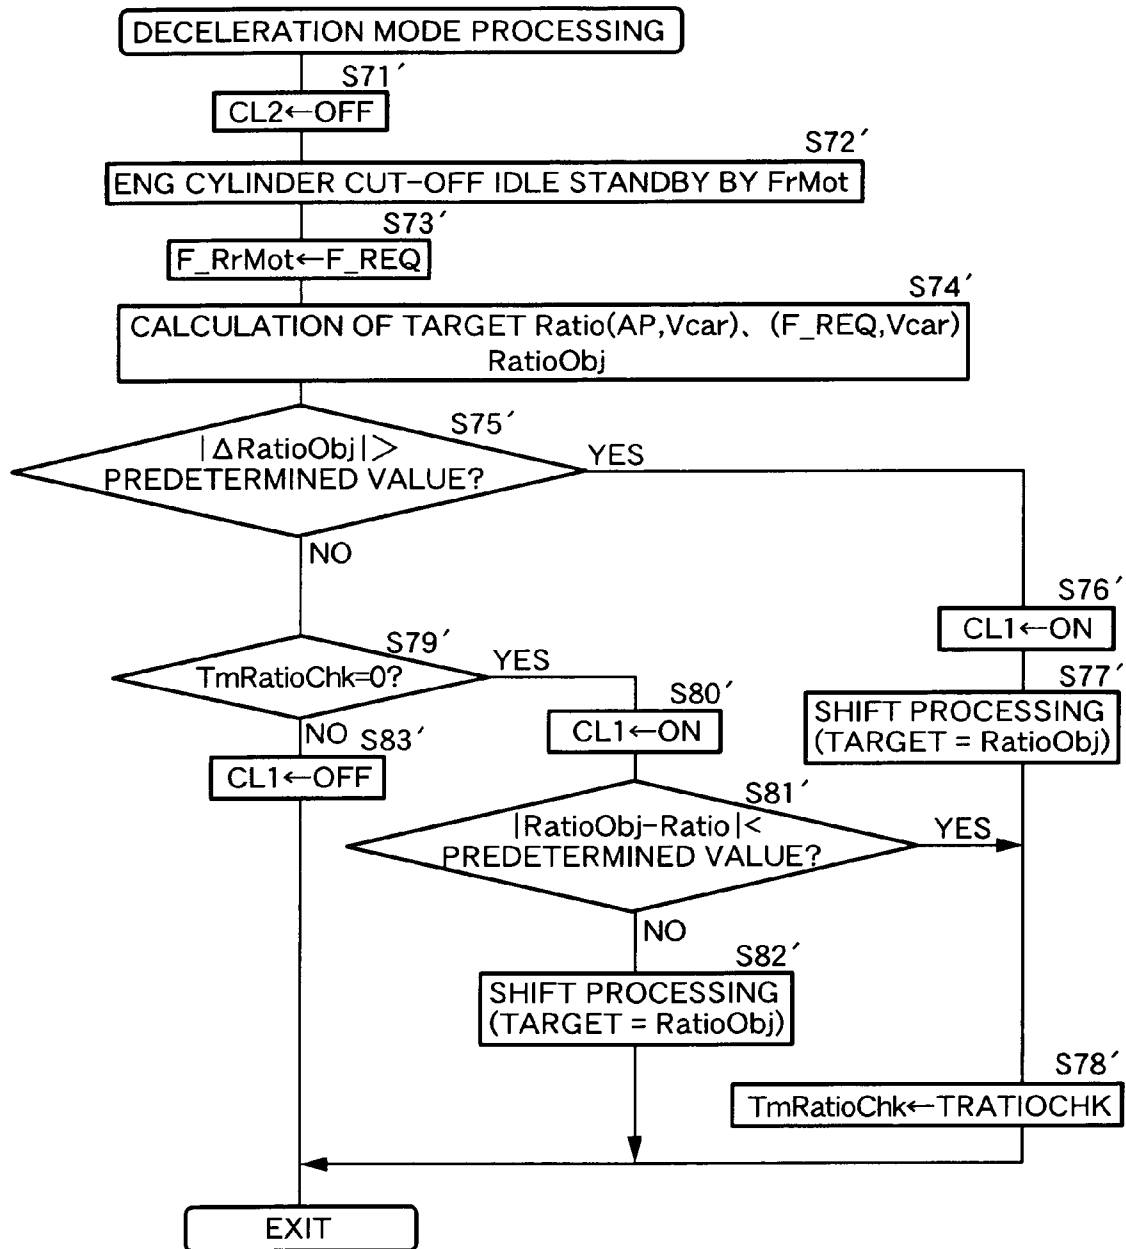 DECELERATION MODE PROCESSING
S71′
CL2←OFF
S72′
ENG CYLINDER CUT-OFF IDLE STANDBY BY FrMot
S73′
F_RrMot←F_REQ
S74′
CALCULATION OF TARGET Ratio(AP,Vcar)、(F_REQ,Vcar)
RatioObj
S75′
|ΔRatioObj|>
PREDETERMINED VALUE?
YES
NO
S76′
CL1←ON
S77′
SHIFT PROCESSING
(TARGET = RatioObj)
S79′
TmRatioChk=0?
YES
NO
S80′
CL1←ON
S83′
CL1←OFF
S81′
|RatioObj-Ratio|<
PREDETERMINED VALUE?
YES
NO
S82′
SHIFT PROCESSING
(TARGET = RatioObj)
S78′
TmRatioChk←TRATIOCHK
EXIT